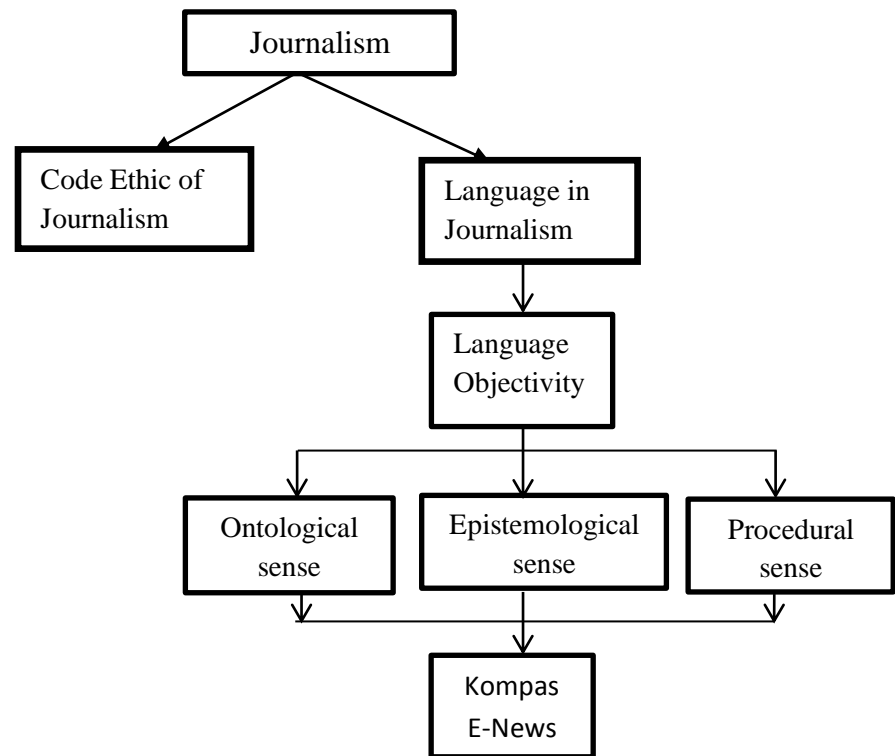 Journalism
Code Ethic of
Journalism
Language in
Journalism
Language
Objectivity
Ontological
sense
Epistemological
sense
Procedural
sense
Kompas
E-News